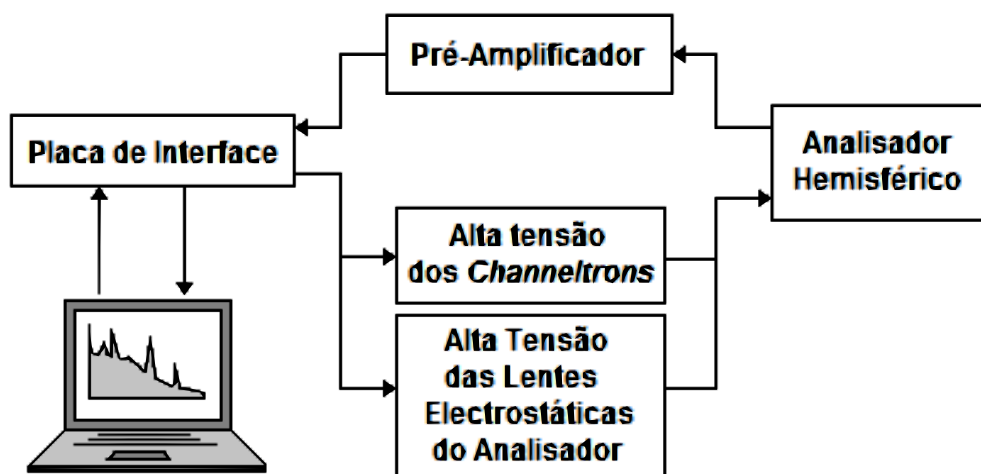 Pré-Amplificador
Placa de Interface
Analisador
Hemisférico
Alta tensão
dos Channeltrons
Alta Tensão
das Lentes
Electrostáticas
do Analisador